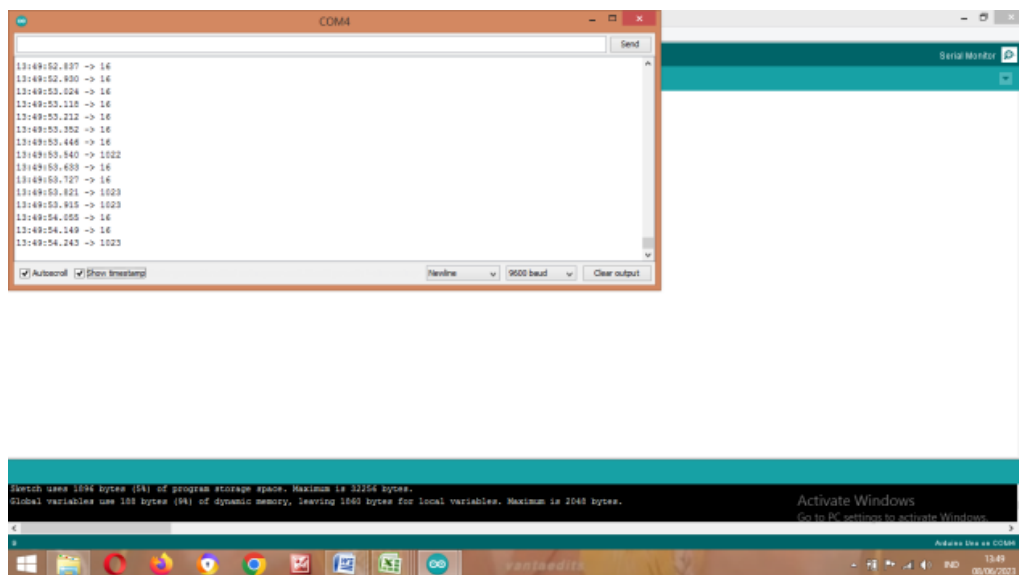 COM4
Send
13:49:52.837 -> 16
13:49:52.930 -> 16
13:49:53.024 -> 16
13:49:53.118 -> 16
13:49:53.212 -> 16
13:49:53.352 -> 16
13:49:53.446 -> 16
13:49:53.540 -> 1022
13:49:53.633 -> 16
13:49:53.727 -> 16
13:49:53.821 -> 1023
13:49:53.915 -> 1023
13:49:54.055 -> 16
13:49:54.149 -> 16
13:49:54.243 -> 1023
Autoscroll Show timestamp Newline 9600 baud Clear output
Serial Monitor
Sketch uses 1896 bytes (5%) of program storage space. Maximum is 32256 bytes.
Global variables use 188 bytes (9%) of dynamic memory, leaving 1860 bytes for local variables. Maximum is 2048 bytes.
Activate Windows
Go to PC settings to activate Windows.
Arduino Uno on COM4
vantaedits
IND
13:49
08/06/2023